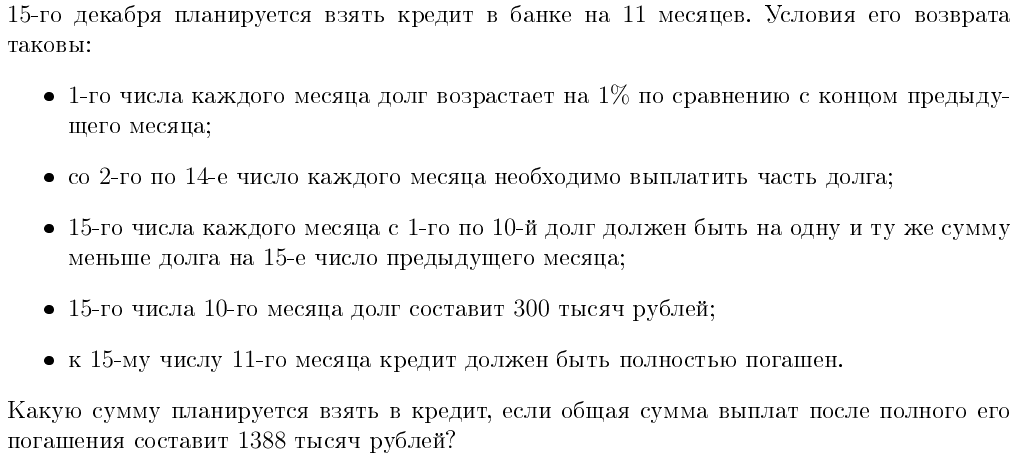 15-го декабря планируется взять кредит в банке на 11 месяцев. Условия его возврата
таковы:
• 1-го числа каждого месяца долг возрастает на 1% по сравнению с концом предыду-
щего месяца;
• со 2-го по 14-е число каждого месяца необходимо выплатить часть долга;
• 15-го числа каждого месяца с 1-го по 10-й долг должен быть на одну и ту же сумму
меньше долга на 15-е число предыдущего месяца;
• 15-го числа 10-го месяца долг составит 300 тысяч рублей;
• к 15-му числу 11-го месяца кредит должен быть полностью погашен.
Какую сумму планируется взять в кредит, если общая сумма выплат после полного его
погашения составит 1388 тысяч рублей?